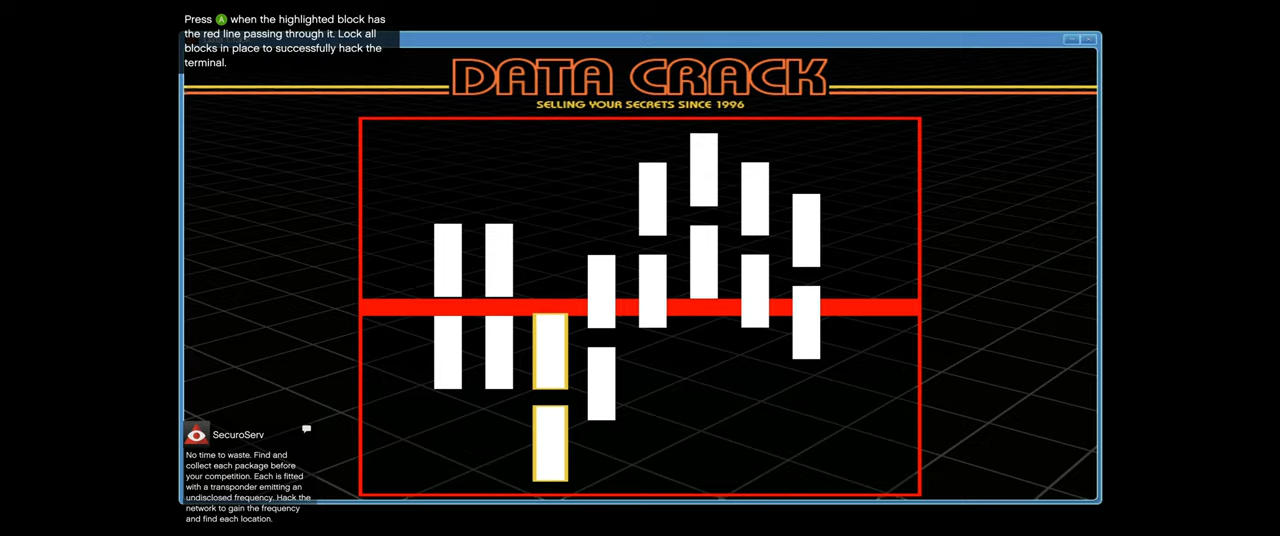 Press A when the highlighted block has
the red line passing through it. Lock all
blocks in place to successfully hack the
terminal.
DATA CRACK
SELLING YOUR SECRETS SINCE 1996
SecuroServ
No time to waste. Find and
collect each package before
your competition. Each is fitted
with a transponder emitting an
undisclosed frequency. Hack the
network to gain the frequency
and find each location.